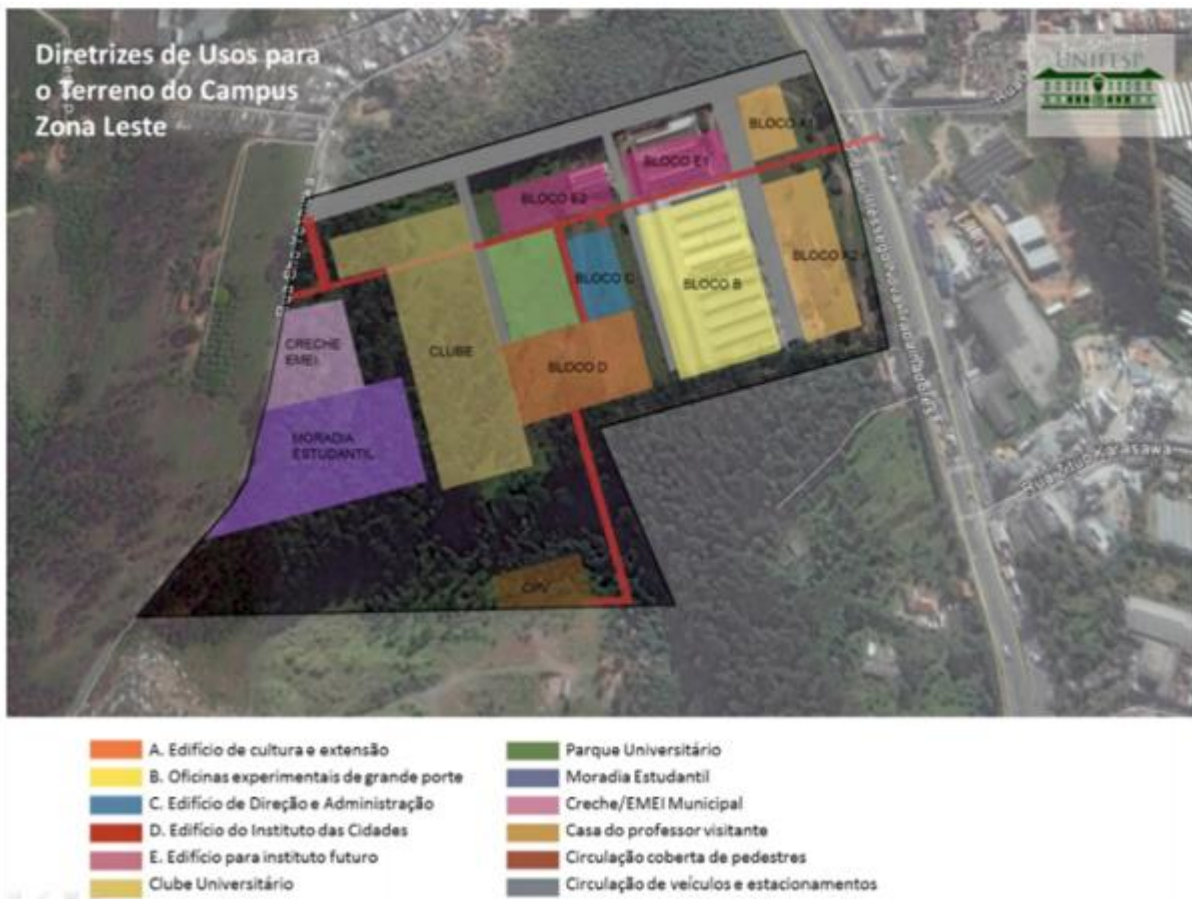 Diretrizes de Usos para
o Terreno do Campus
Zona Leste
UNIFESP
BLOCO A1
BLOCO E1
BLOCO E2
BLOCO C
BLOCO B
BLOCO A2
CLUBE
BLOCO D
CRECHE
EMEI
MORADIA
ESTUDANTIL
CPV
Karasawa
A. Edifício de cultura e extensão
B. Oficinas experimentais de grande porte
C. Edifício de Direção e Administração
D. Edifício do Instituto das Cidades
E. Edifício para instituto futuro
Clube Universitário
Parque Universitário
Moradia Estudantil
Creche/EMEI Municipal
Casa do professor visitante
Circulação coberta de pedestres
Circulação de veículos e estacionamentos